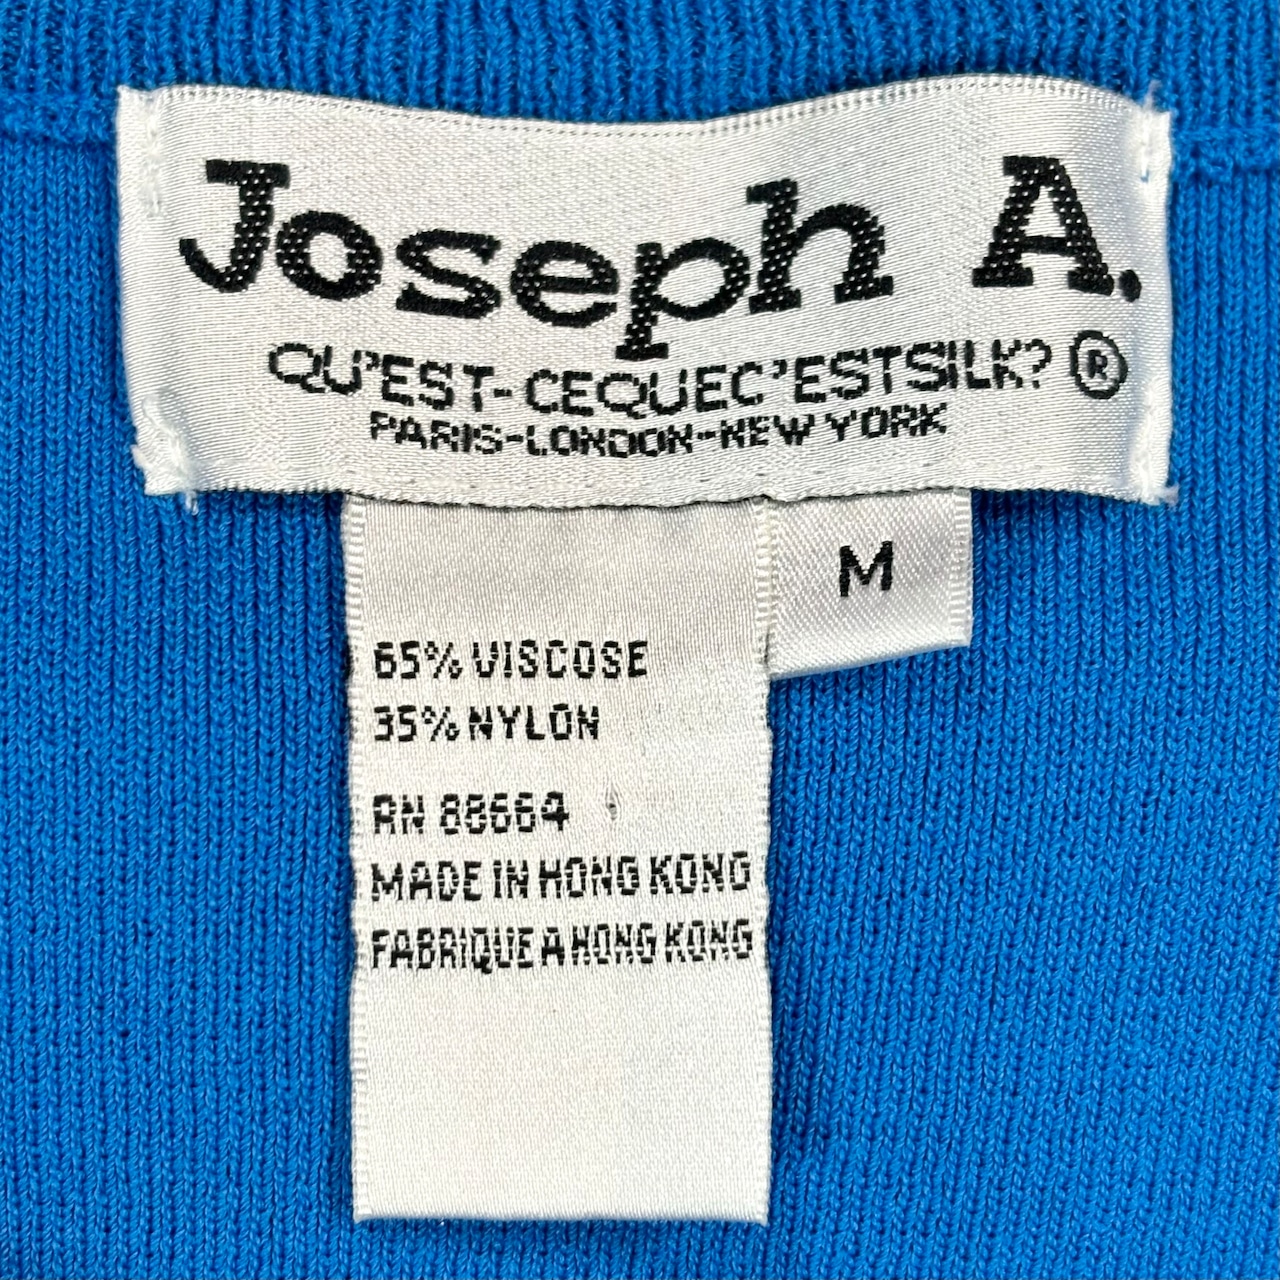 Joseph A.
QU'EST-CEQUEC'ESTSILK? ®
PARIS-LONDON-NEW YORK
M
65% VISCOSE
35% NYLON
RN 88664
MADE IN HONG KONG
FABRIQUE A HONG KONG